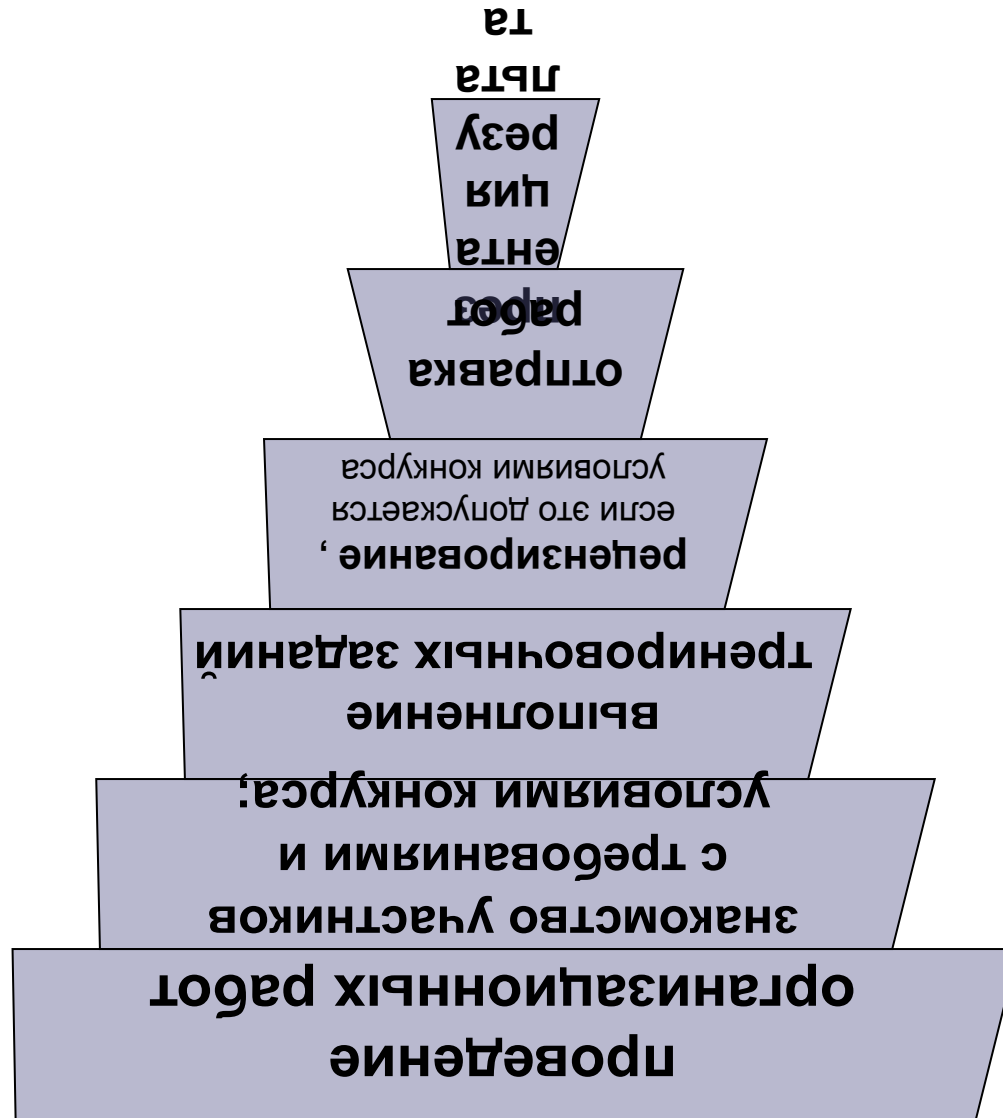 проведение
организационных работ
знакомство участников
с требованиями и
условиями конкурса;
выполнение
тренировочных заданий
рецензирование ,
если это допускается
условиями конкурса
отправка
работ
през
ента
ция
резу
льта
та